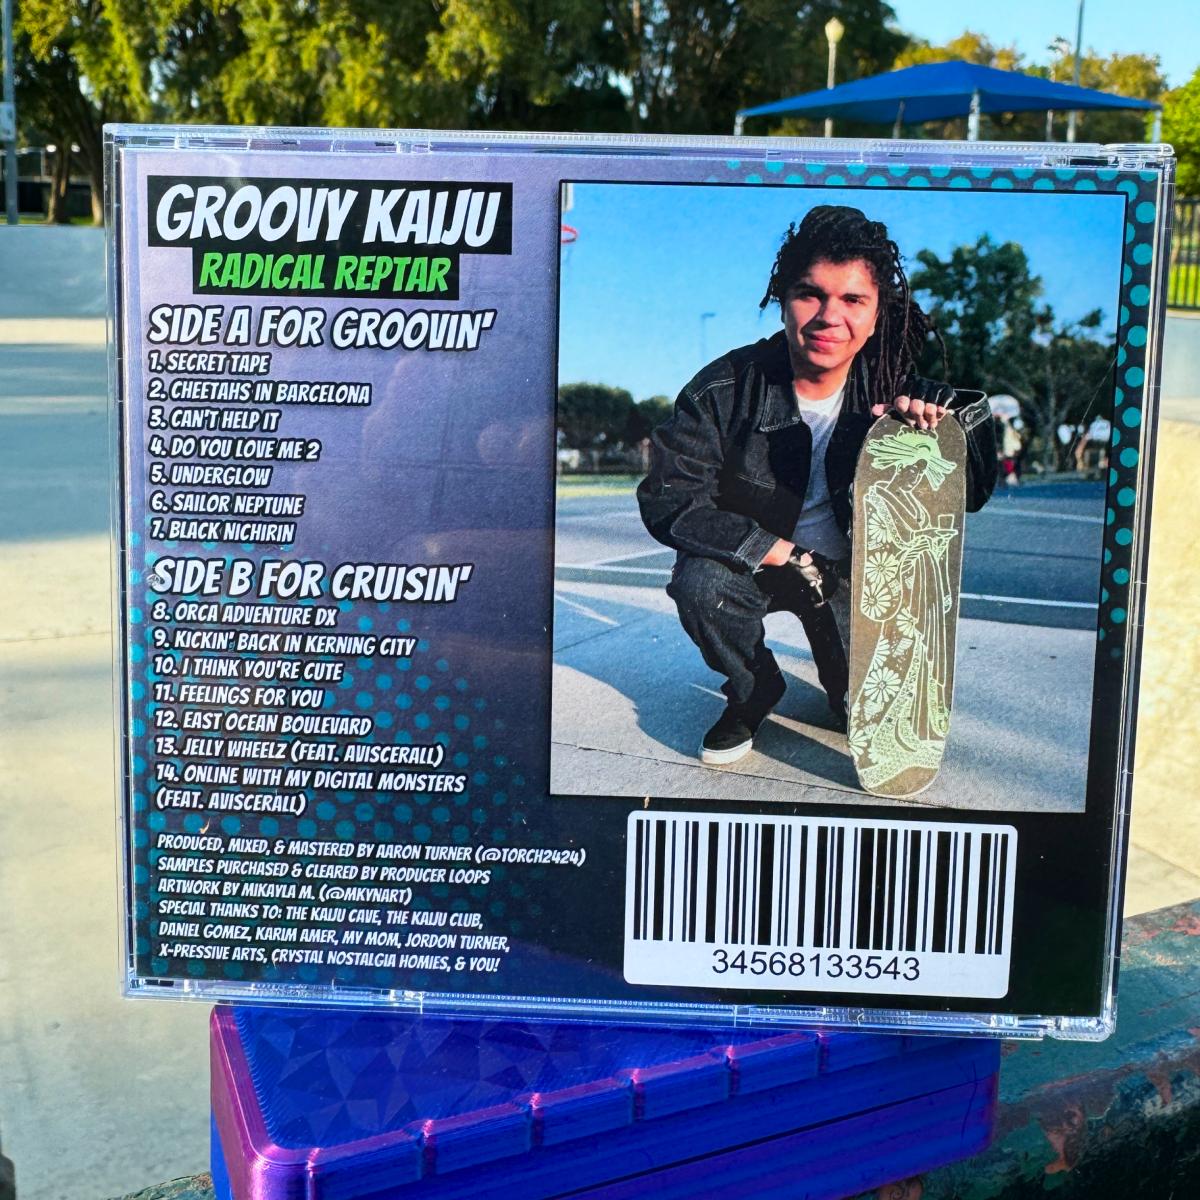 GROOVY KAIJU
RADICAL REPTAR
SIDE A FOR GROOVIN'
1. SECRET TAPE
2. CHEETAHS IN BARCELONA
3. CAN'T HELP IT
4. DO YOU LOVE ME 2
5. UNDERGLOW
6. SAILOR NEPTUNE
7. BLACK NICHIRIN
SIDE B FOR CRUISIN'
8. ORCA ADVENTURE DX
9. KICKIN' BACK IN KERNING CITY
10. I THINK YOU'RE CUTE
11. FEELINGS FOR YOU
12. EAST OCEAN BOULEVARD
13. JELLY WHEELZ (FEAT. AVISCERALL)
14. ONLINE WITH MY DIGITAL MONSTERS
(FEAT. AVISCERALL)
PRODUCED, MIXED, & MASTERED BY AARON TURNER (@TORCH2424)
SAMPLES PURCHASED & CLEARED BY PRODUCER LOOPS
ARTWORK BY MIKAYLA M. (@MKYNART)
SPECIAL THANKS TO: THE KAIJU CAVE, THE KAIJU CLUB,
DANIEL GOMEZ, KARIM AMER, MY MOM, JORDON TURNER,
X-PRESSIVE ARTS, CRYSTAL NOSTALGIA HOMIES, & YOU!
34568133543